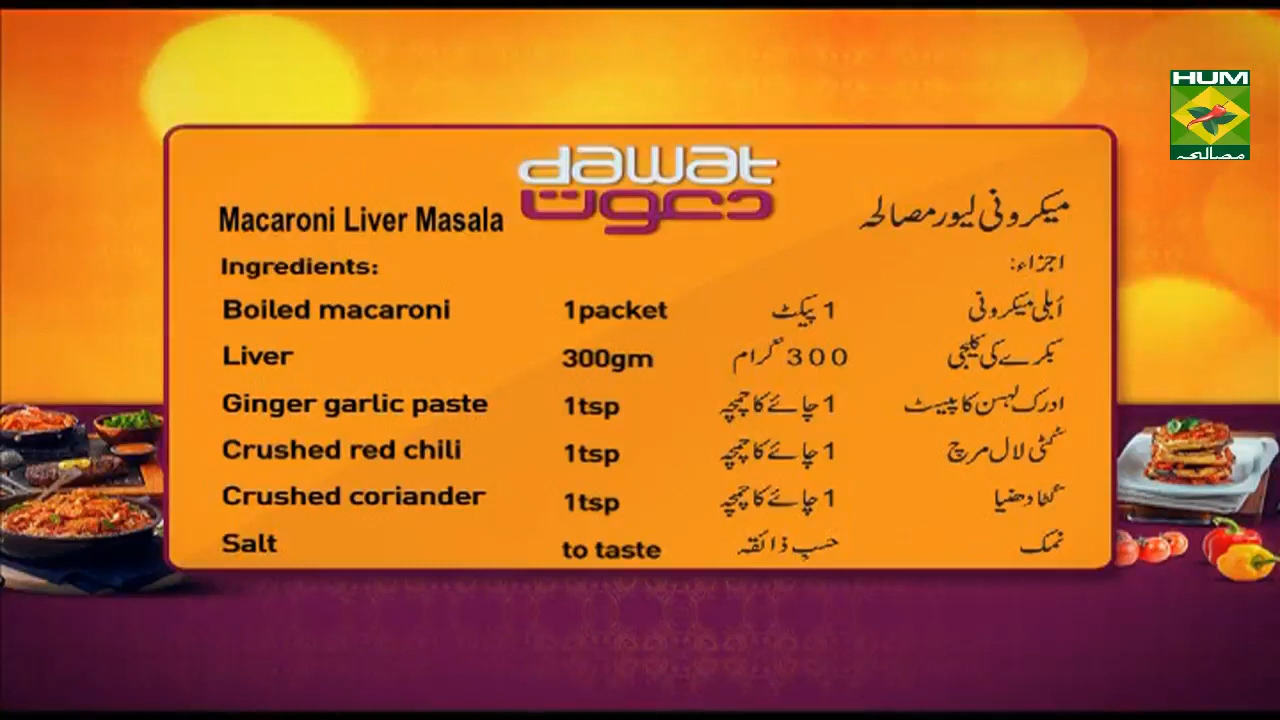 HUM
مصالحہ
dawat
دعوت
Macaroni Liver Masala میکرونی لیور مصالحہ
Ingredients: اجزاء:
Boiled macaroni 1packet 1 پیکٹ اُبلی میکرونی
Liver 300gm 300 گرام بکرے کی کلیجی
Ginger garlic paste 1tsp 1 چائے کا چمچہ ادرک لہسن کا پیسٹ
Crushed red chili 1tsp 1 چائے کا چمچہ کٹی لال مرچ
Crushed coriander 1tsp 1 چائے کا چمچہ کٹا دھنیا
Salt to taste حسبِ ذائقہ نمک